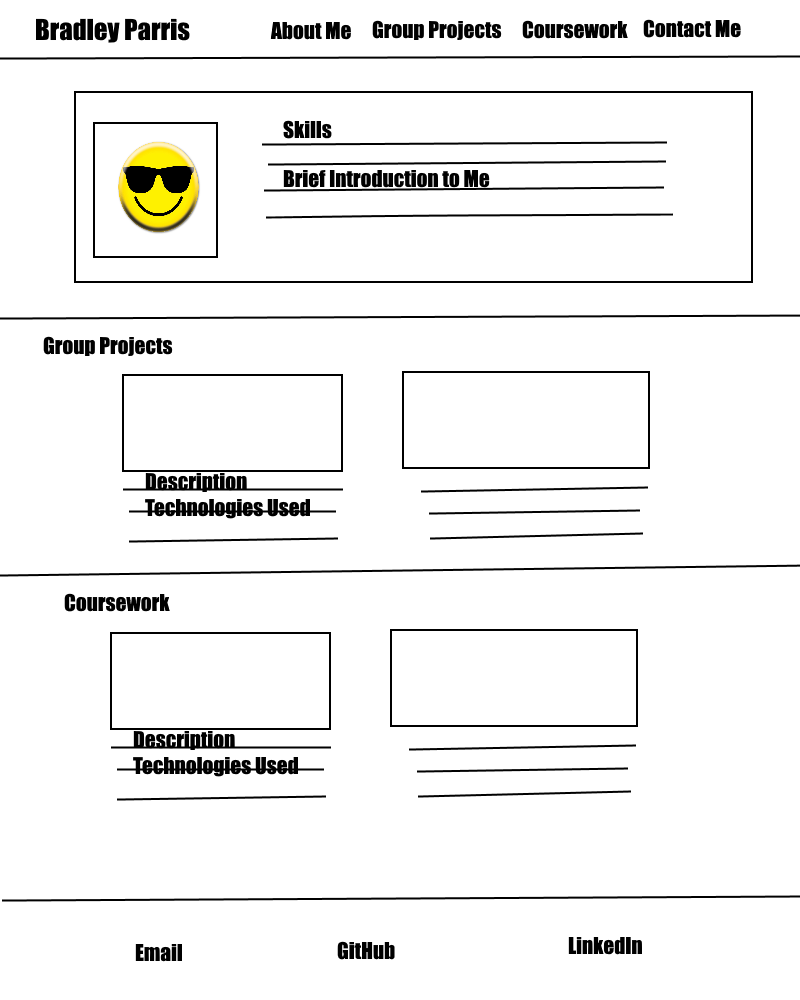 Bradley Parris About Me Group Projects Coursework Contact Me
Skills
Brief Introduction to Me
Group Projects
Description
Technologies Used
Coursework
Description
Technologies Used
Email GitHub LinkedIn